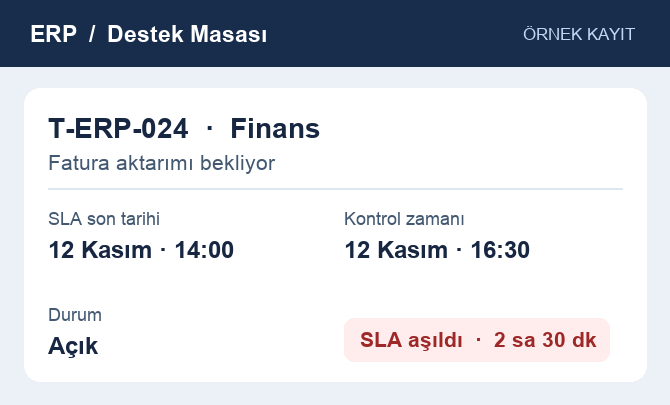 ERP / Destek Masası
ÖRNEK KAYIT
T-ERP-024 · Finans
Fatura aktarımı bekliyor
SLA son tarihi
12 Kasım · 14:00
Kontrol zamanı
12 Kasım · 16:30
Durum
Açık
SLA aşıldı · 2 sa 30 dk